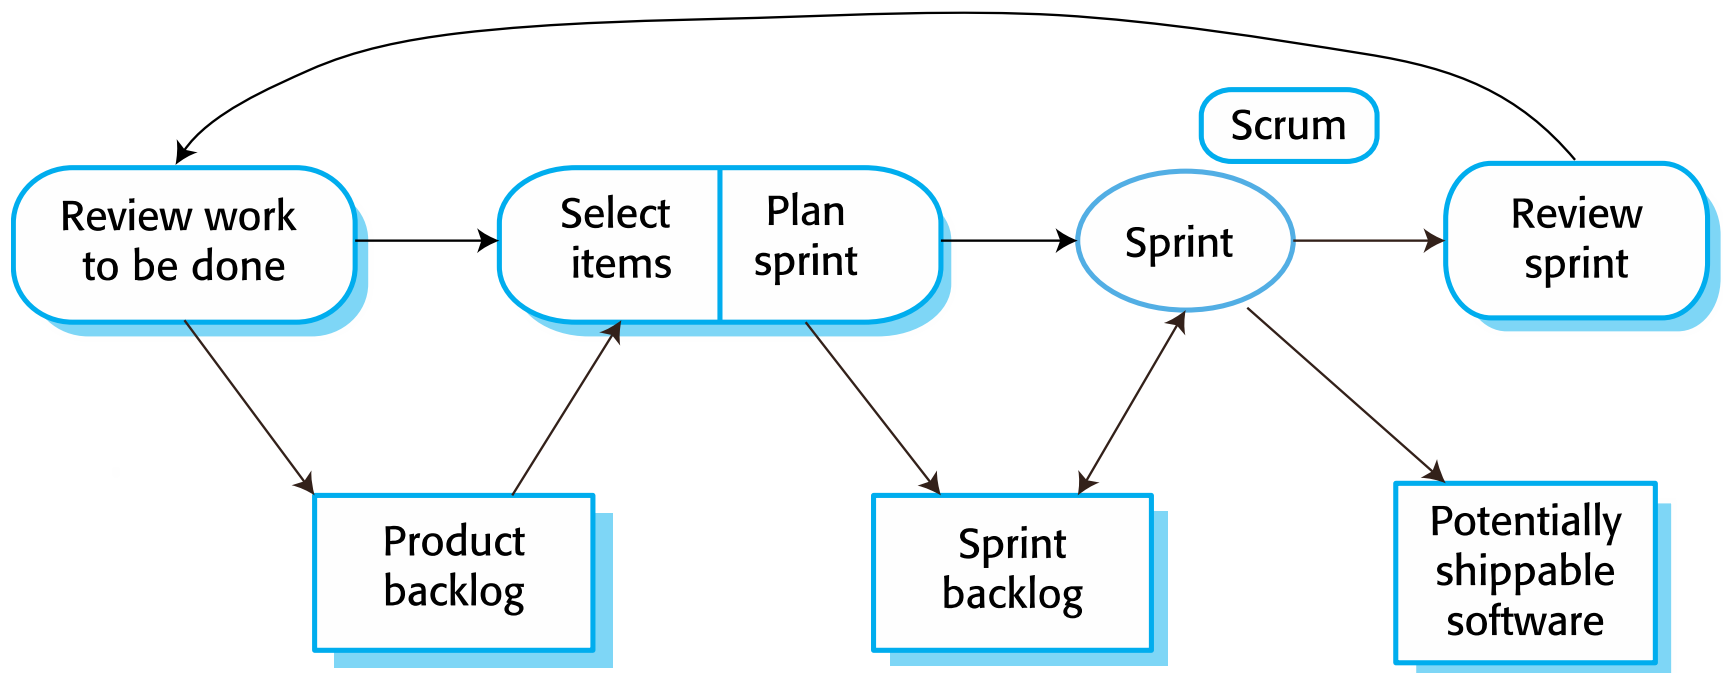 Scrum
Review work
to be done
Select
items
Plan
sprint
Sprint
Review
sprint
Product
backlog
Sprint
backlog
Potentially
shippable
software